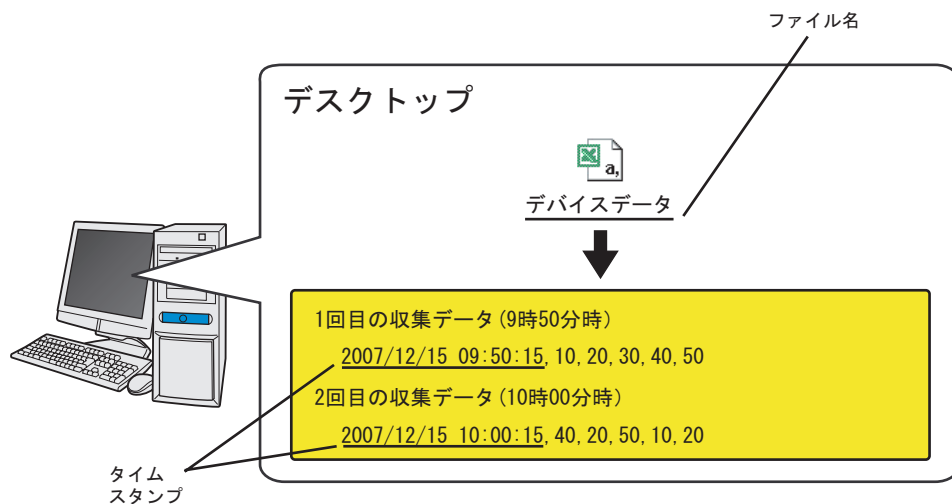 ファイル名
デスクトップ
a,
デバイスデータ
1回目の収集データ(9時50分時)
2007/12/15 09:50:15, 10, 20, 30, 40, 50
2回目の収集データ(10時00分時)
2007/12/15 10:00:15, 40, 20, 50, 10, 20
タイム
スタンプ